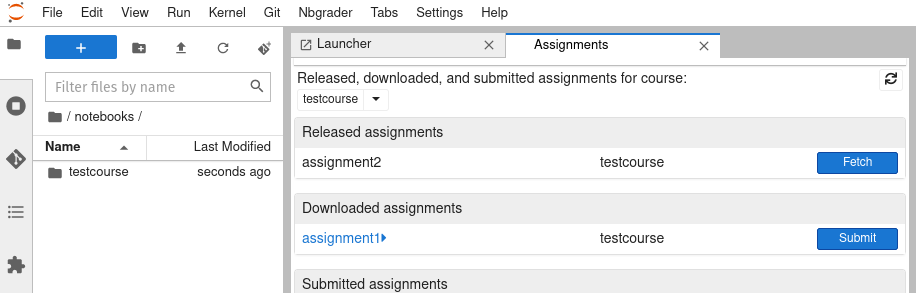 File Edit View Run Kernel Git Nbgrader Tabs Settings Help
+
Filter files by name
/ notebooks /
Name Last Modified
testcourse seconds ago
Launcher Assignments
Released, downloaded, and submitted assignments for course:
testcourse
Released assignments
assignment2 testcourse Fetch
Downloaded assignments
assignment1 testcourse Submit
Submitted assignments